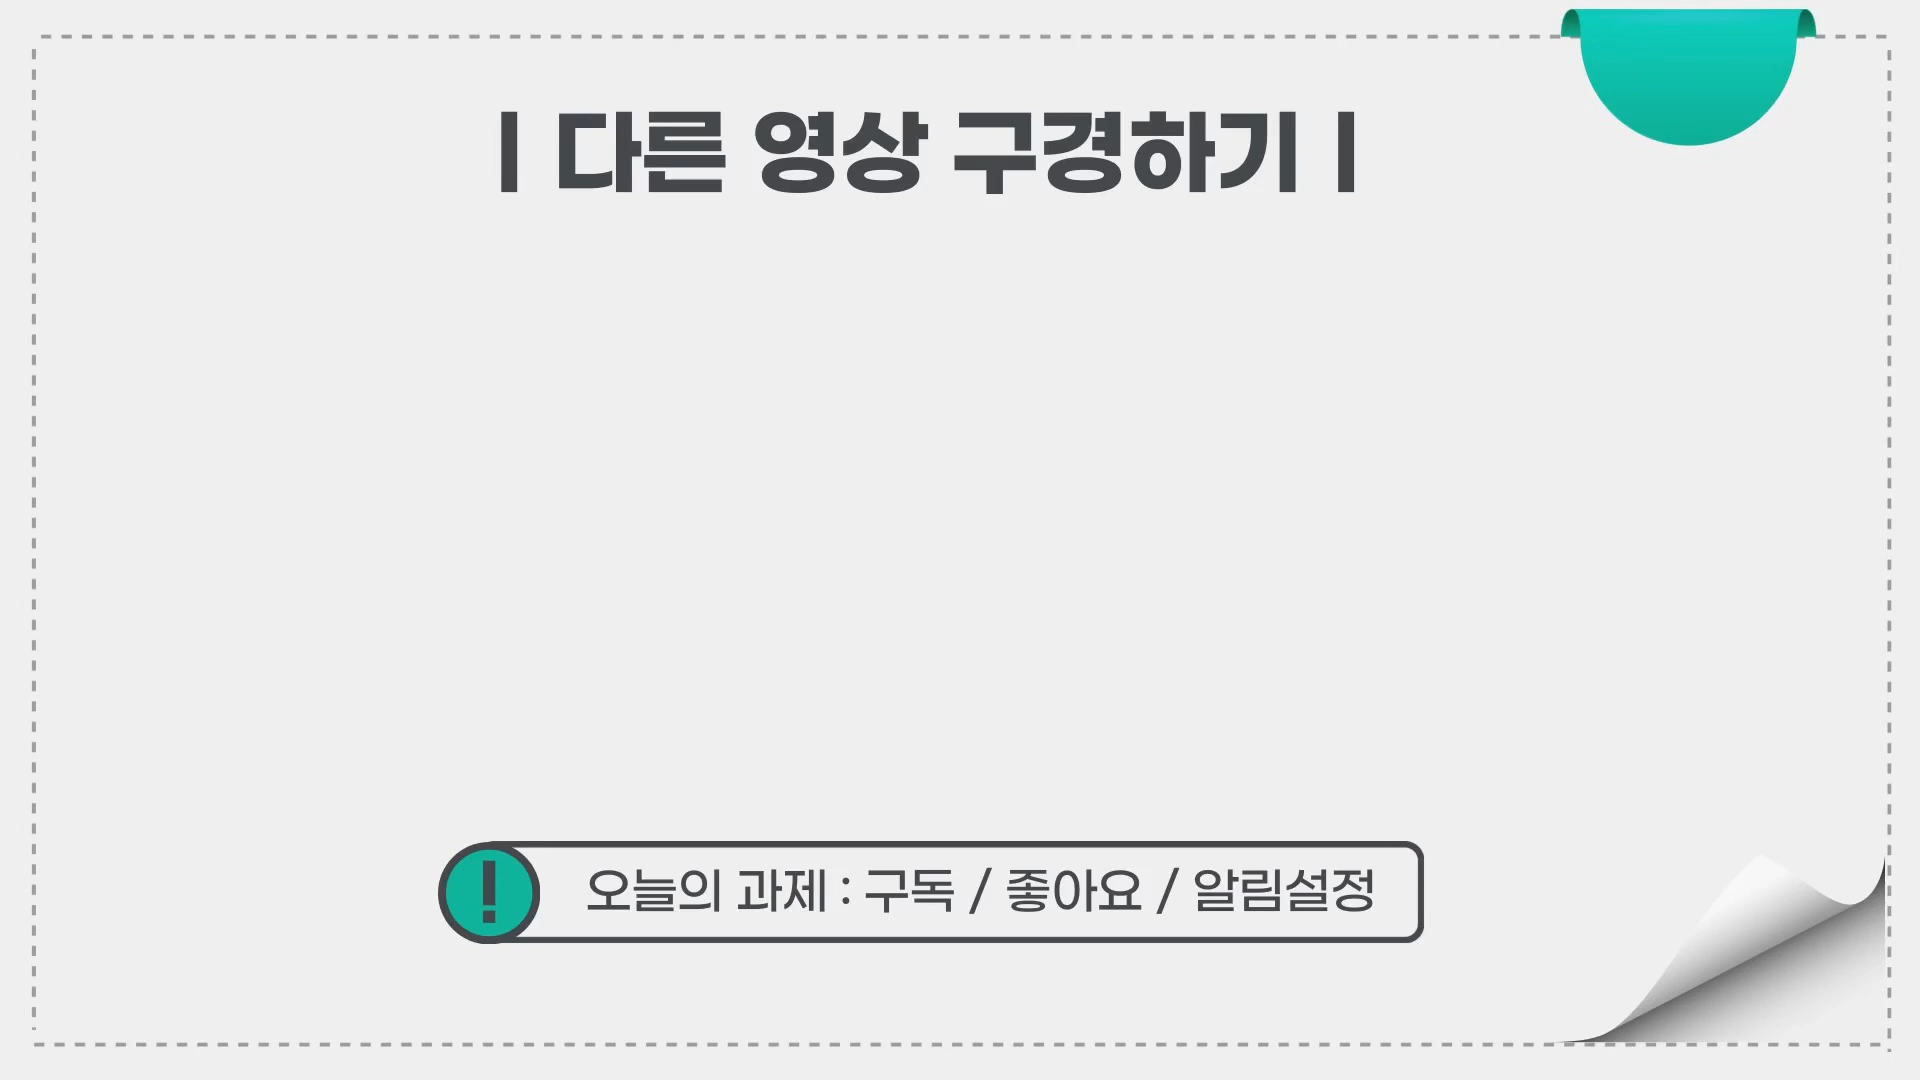 | 다른 영상 구경하기 |
! 오늘의 과제 : 구독 / 좋아요 / 알림설정